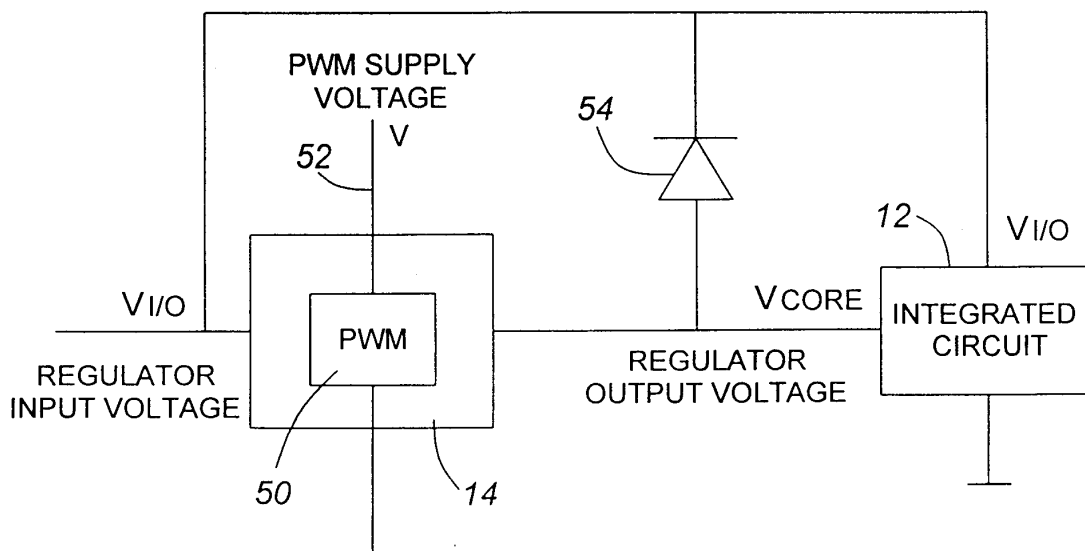 PWM SUPPLY
VOLTAGE
V
52
54
12
VI/O
VI/O
VCORE
INTEGRATED
CIRCUIT
PWM
REGULATOR
INPUT VOLTAGE
REGULATOR
OUTPUT VOLTAGE
50
14